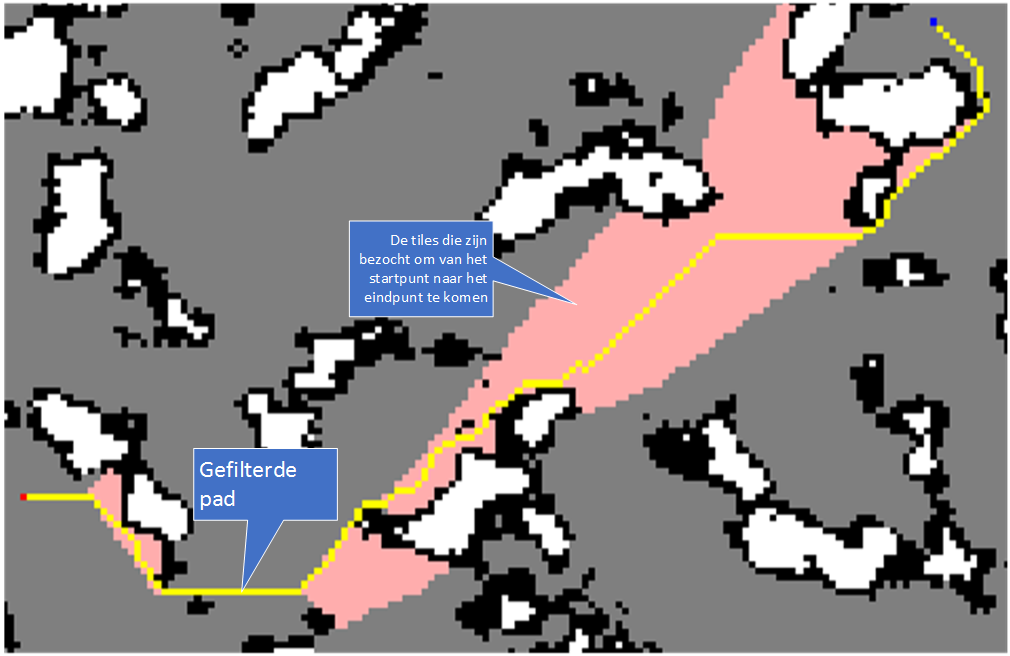 De tiles die zijn
bezocht om van het
startpunt naar het
eindpunt te komen
Gefilterde
pad